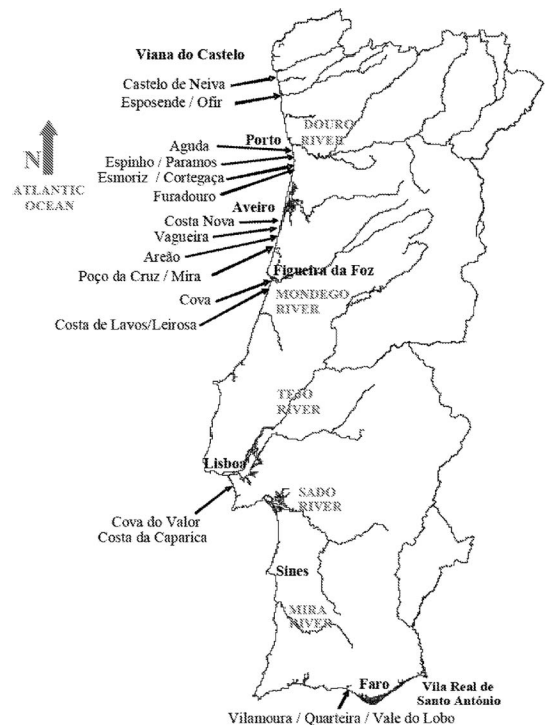 Viana do Castelo
Castelo de Neiva
Esposende / Ofir
DOURO
RIVER
Porto
Aguda
Espinho / Paramos
Esmoriz / Cortegaça
Furadouro
N
ATLANTIC
OCEAN
Aveiro
Costa Nova
Vagueira
Areão
Poço da Cruz / Mira
Figueira da Foz
Cova
MONDEGO
RIVER
Costa de Lavos/Leirosa
TEJO
RIVER
Lisboa
SADO
RIVER
Cova do Valor
Costa da Caparica
Sines
MIRA
RIVER
Faro
Vila Real de
Santo António
Vilamoura / Quarteira / Vale do Lobo